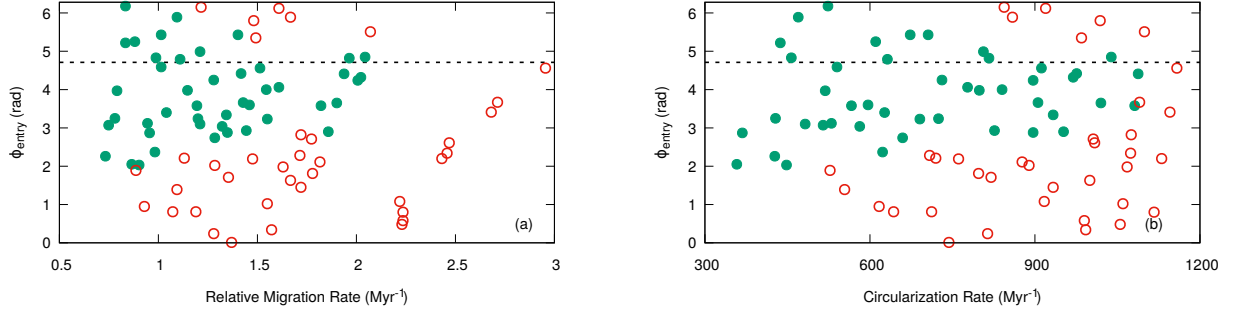 6
5
4
3
2
1
0
ϕentry (rad)
(a)
0.5 1 1.5 2 2.5 3
Relative Migration Rate (Myr-1)
6
5
4
3
2
1
0
ϕentry (rad)
(b)
300 600 900 1200
Circularization Rate (Myr-1)